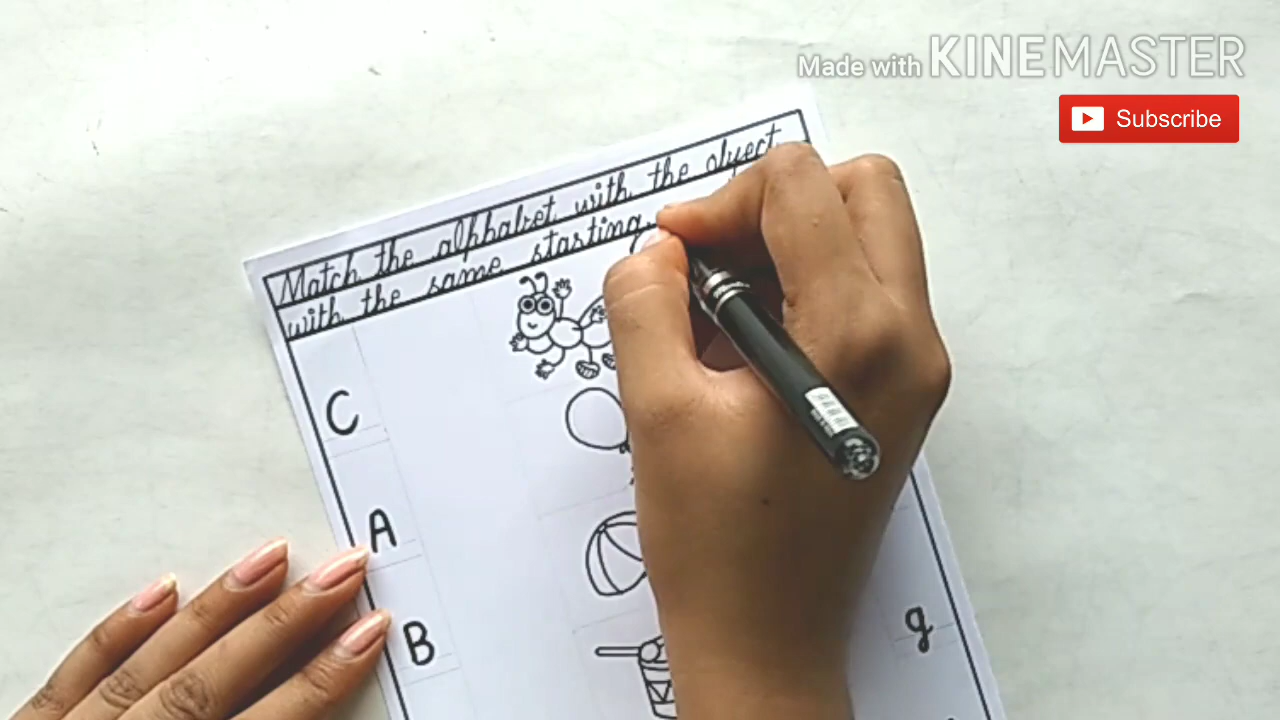 Made with KINEMASTER
Subscribe
Match the alphabet with the object
with the same starting
C
A
B
g